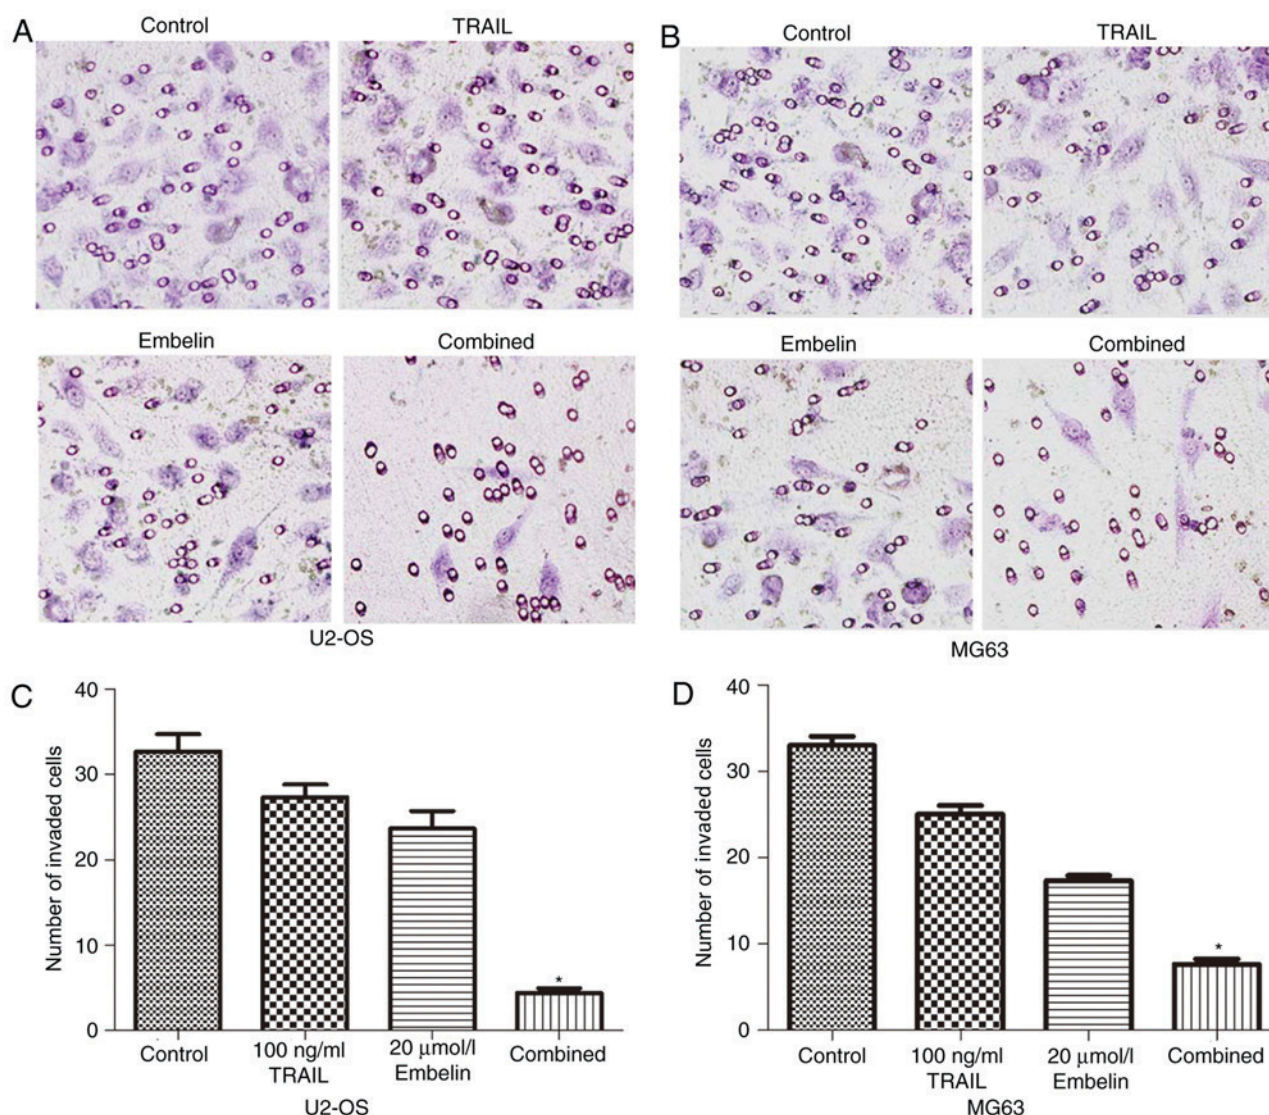 A
Control
TRAIL
B
Control
TRAIL
Embelin
Combined
Embelin
Combined
U2-OS
MG63
C
40
30
20
10
0
Number of invaded cells
*
Control
100 ng/ml
TRAIL
20 μmol/l
Embelin
Combined
U2-OS
D
40
30
20
10
0
Number of invaded cells
*
Control
100 ng/ml
TRAIL
20 μmol/l
Embelin
Combined
MG63